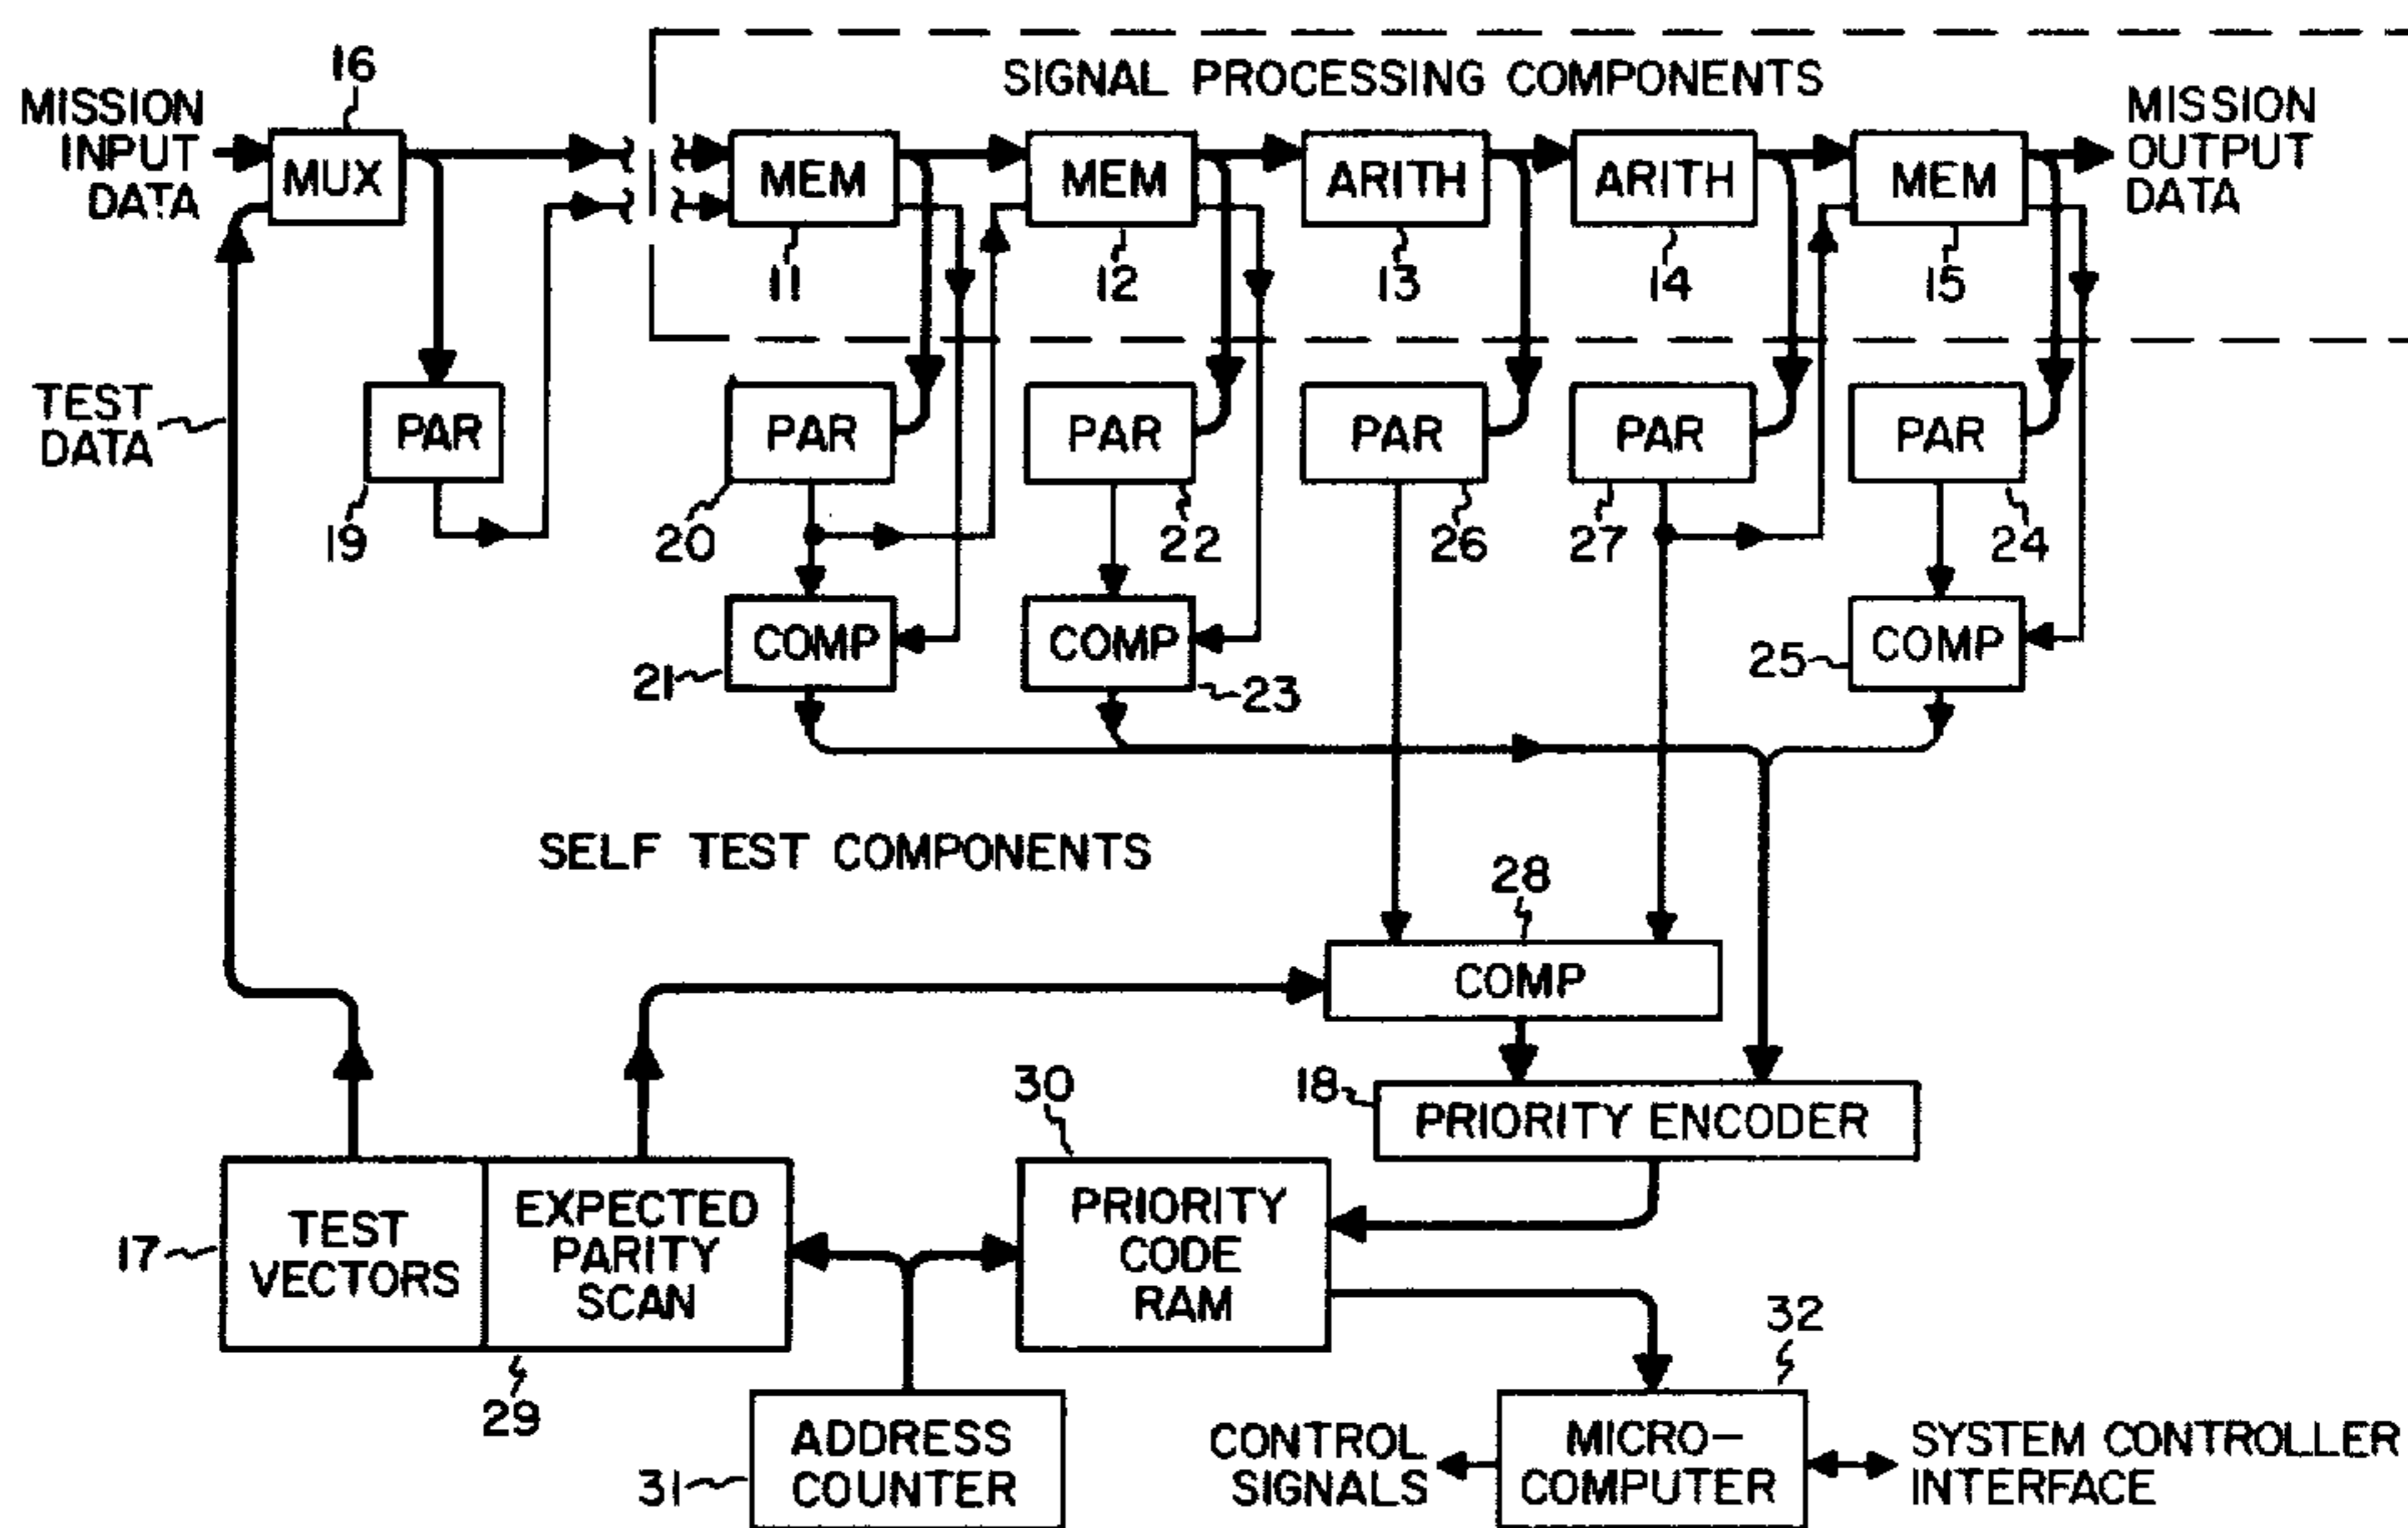 SIGNAL PROCESSING COMPONENTS
16
MISSION
INPUT
DATA
MUX
MEM
MEM
ARITH
ARITH
MEM
MISSION
OUTPUT
DATA
11
12
13
14
15
TEST
DATA
PAR
PAR
PAR
PAR
PAR
PAR
19
20
22
26
27
24
COMP
COMP
COMP
21
23
25
SELF TEST COMPONENTS
28
COMP
30
18
PRIORITY ENCODER
17
TEST
VECTORS
EXPECTED
PARITY
SCAN
PRIORITY
CODE
RAM
29
32
31
ADDRESS
COUNTER
CONTROL
SIGNALS
MICRO-
COMPUTER
SYSTEM CONTROLLER
INTERFACE